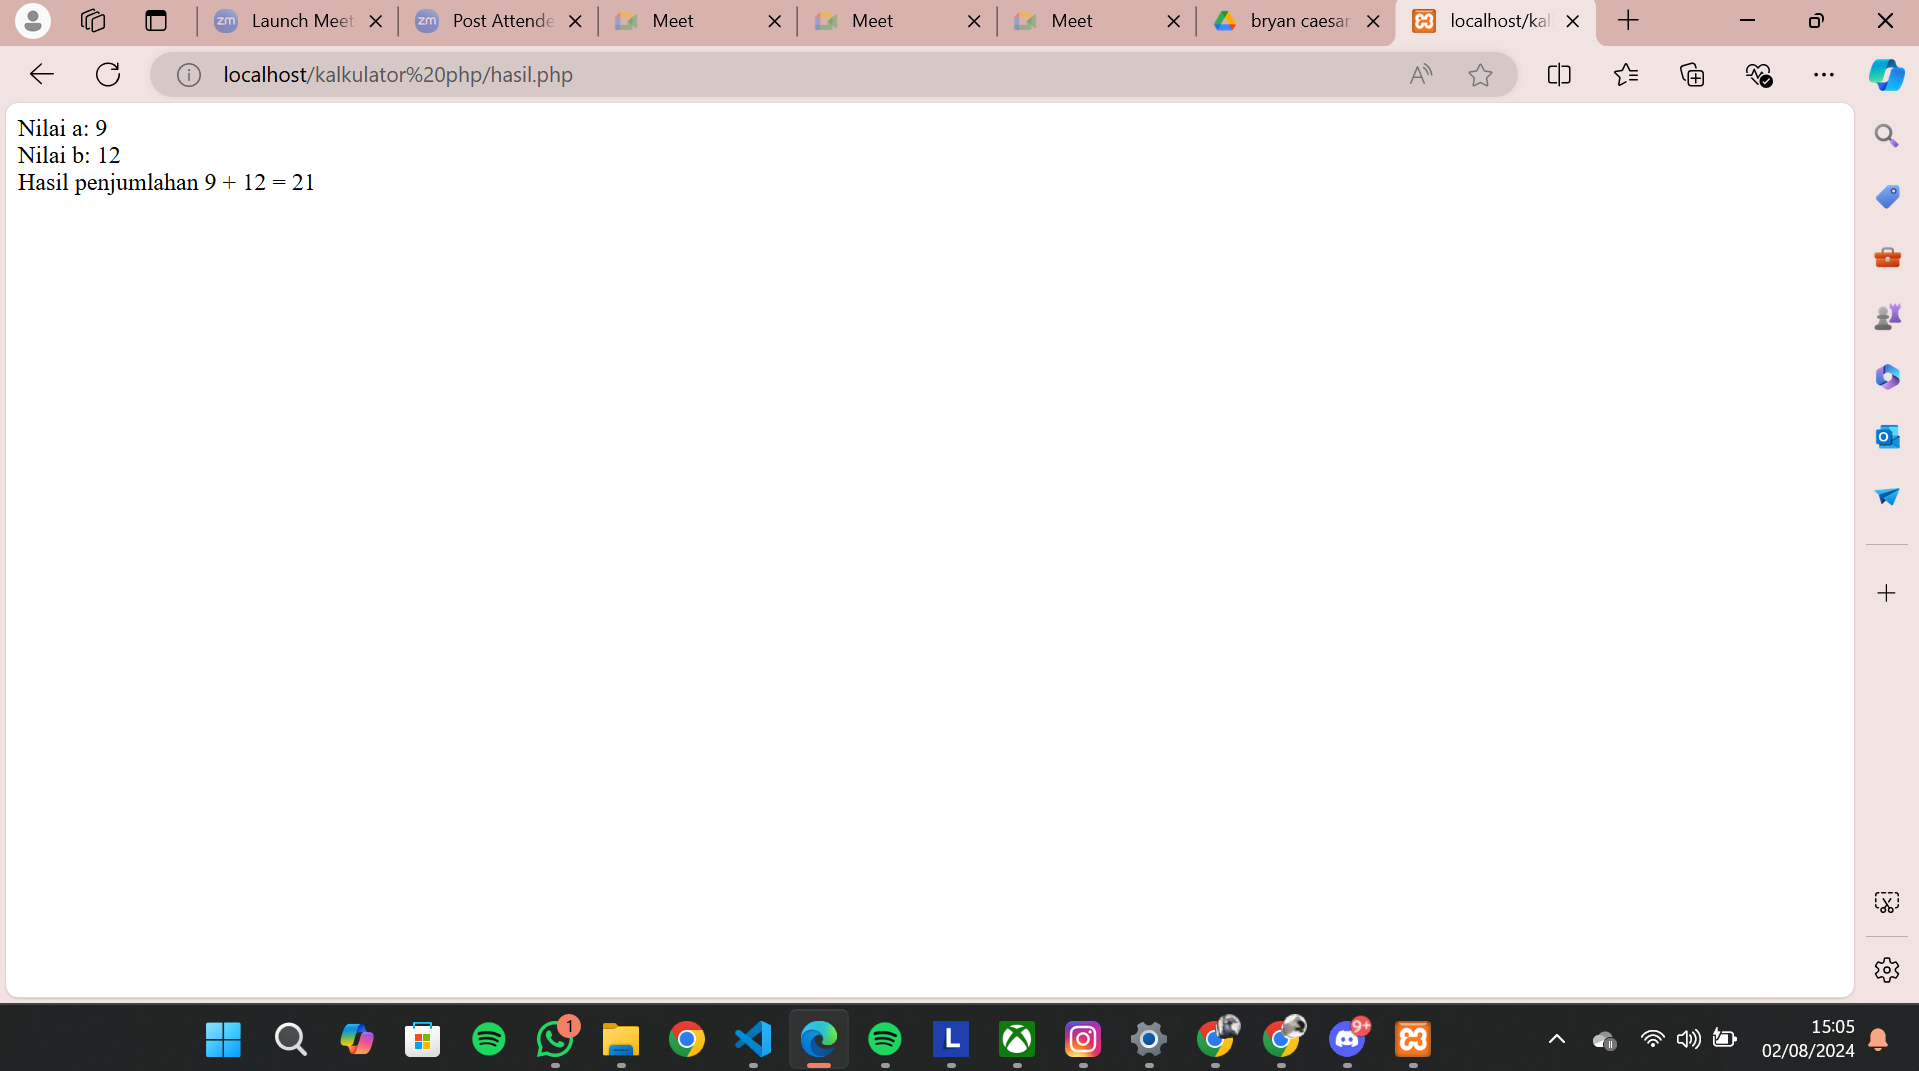 Launch Meet
Post Attende
Meet
Meet
Meet
bryan caesar
localhost/kal
localhost/kalkulator%20php/hasil.php
Nilai a: 9
Nilai b: 12
Hasil penjumlahan 9 + 12 = 21
1
9+
15:05
02/08/2024